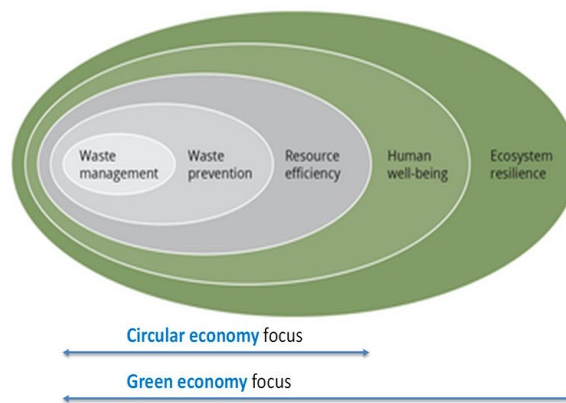 Waste
management
Waste
prevention
Resource
efficiency
Human
well-being
Ecosystem
resilience
Circular economy focus
Green economy focus